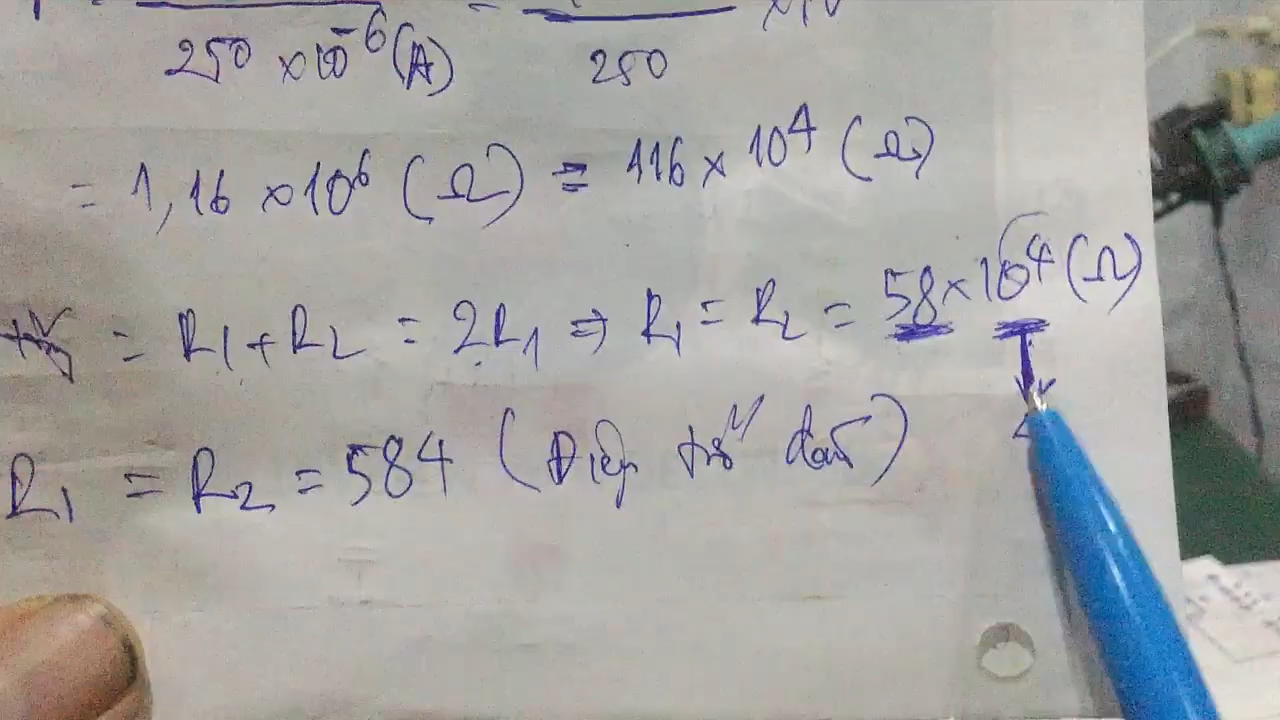 250 × 10⁻⁶ (A) = 250
= 1,16 × 10⁶ (Ω) = 116 × 10⁴ (Ω)
= R₁ + R₂ = 2R₁ ⇒ R₁ = R₂ = 58 × 10⁴ (Ω)
R₁ = R₂ = 584 (Điện trở dán)